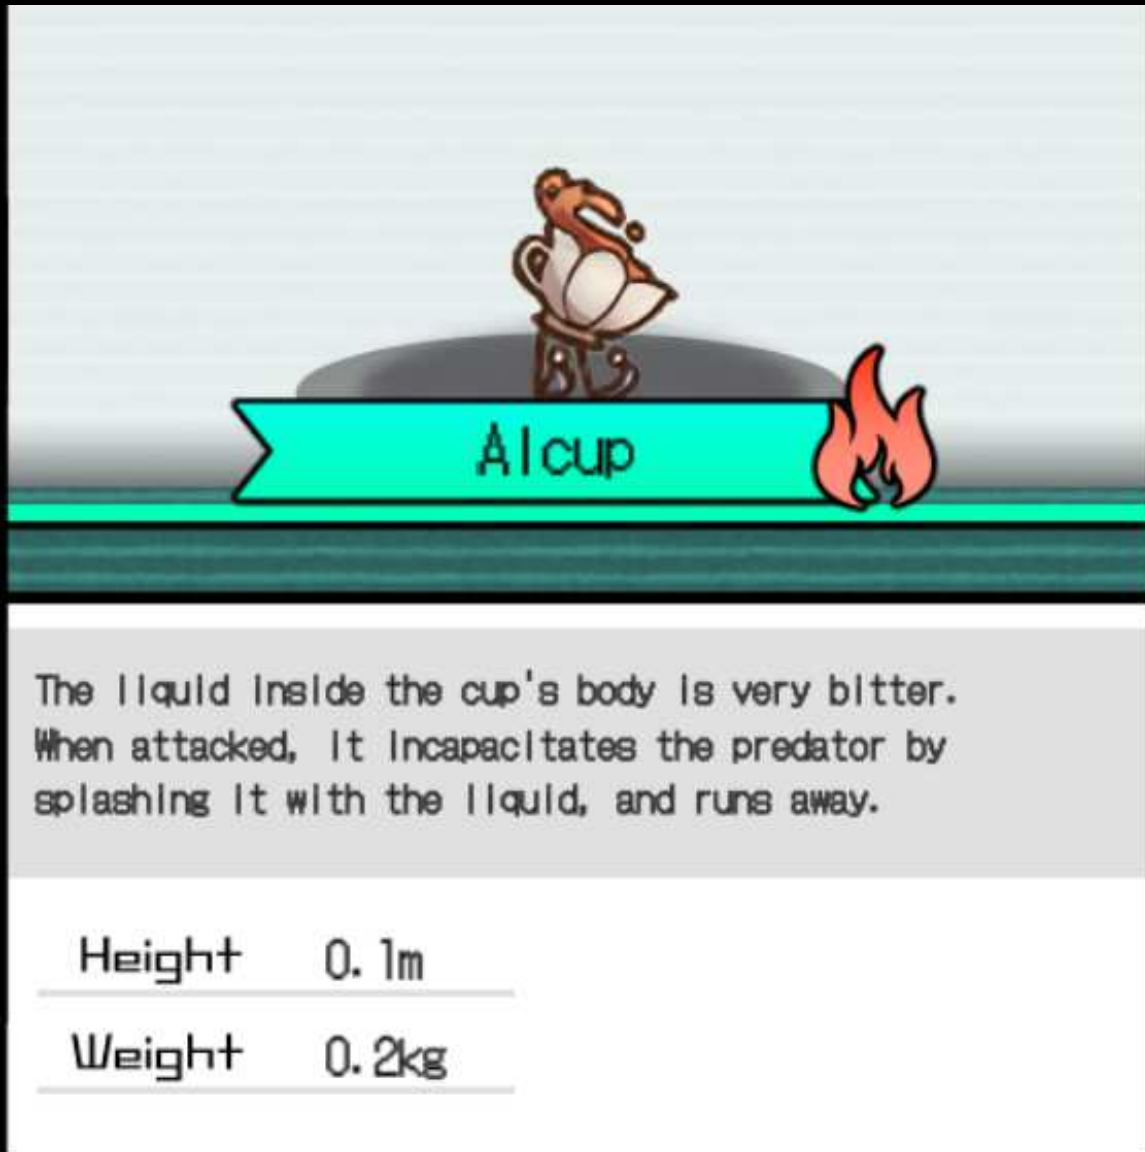 Alcup
The liquid inside the cup's body is very bitter.
When attacked, it incapacitates the predator by
splashing it with the liquid, and runs away.
Height 0.1m
Weight 0.2kg